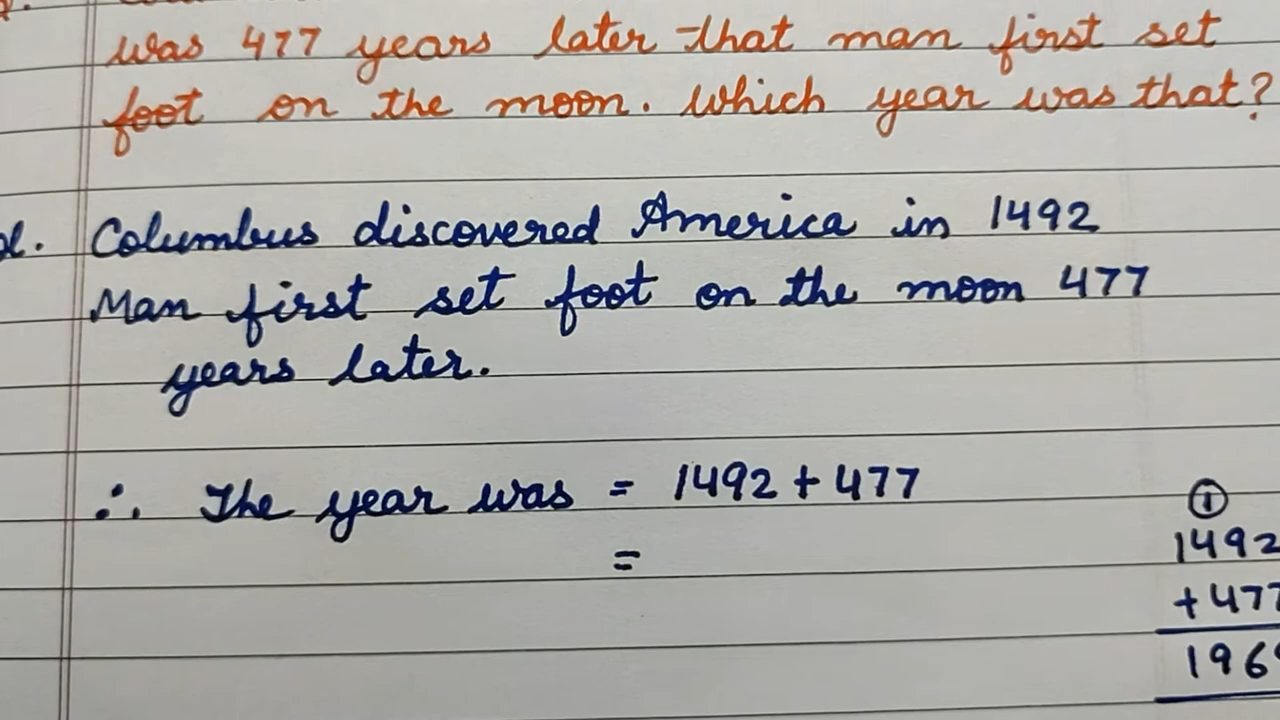 was 477 years later that man first set
foot on the moon. Which year was that?
Columbus discovered America in 1492
Man first set foot on the moon 477
years later.
∴ The year was = 1492 + 477
=
①
1492
+ 477
196